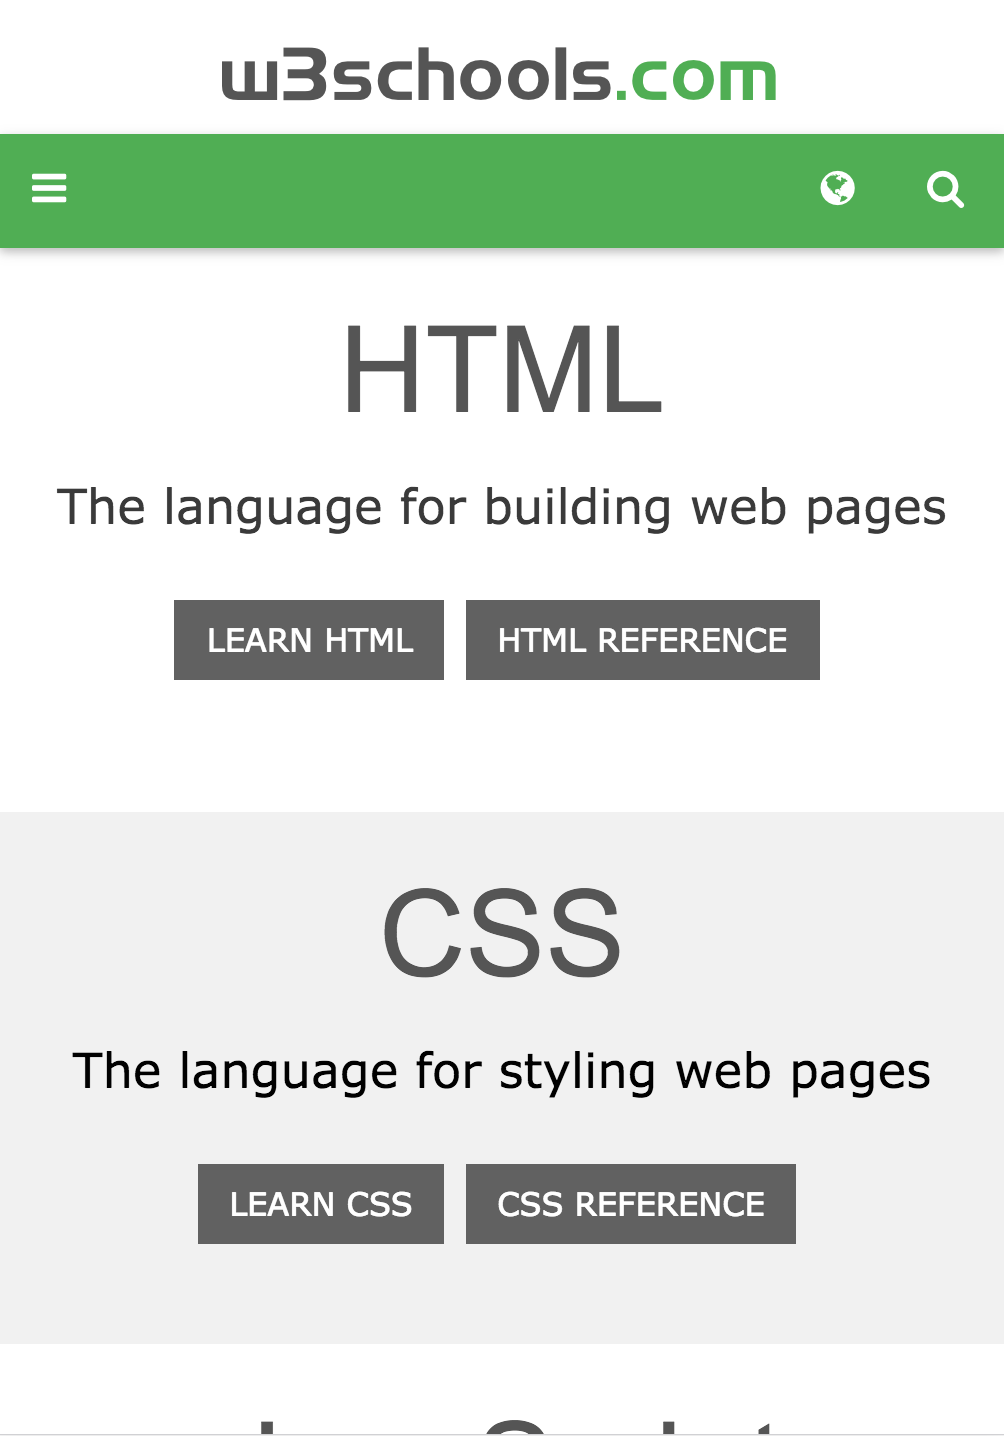 w3schools.com
HTML
The language for building web pages
LEARN HTML HTML REFERENCE
CSS
The language for styling web pages
LEARN CSS CSS REFERENCE